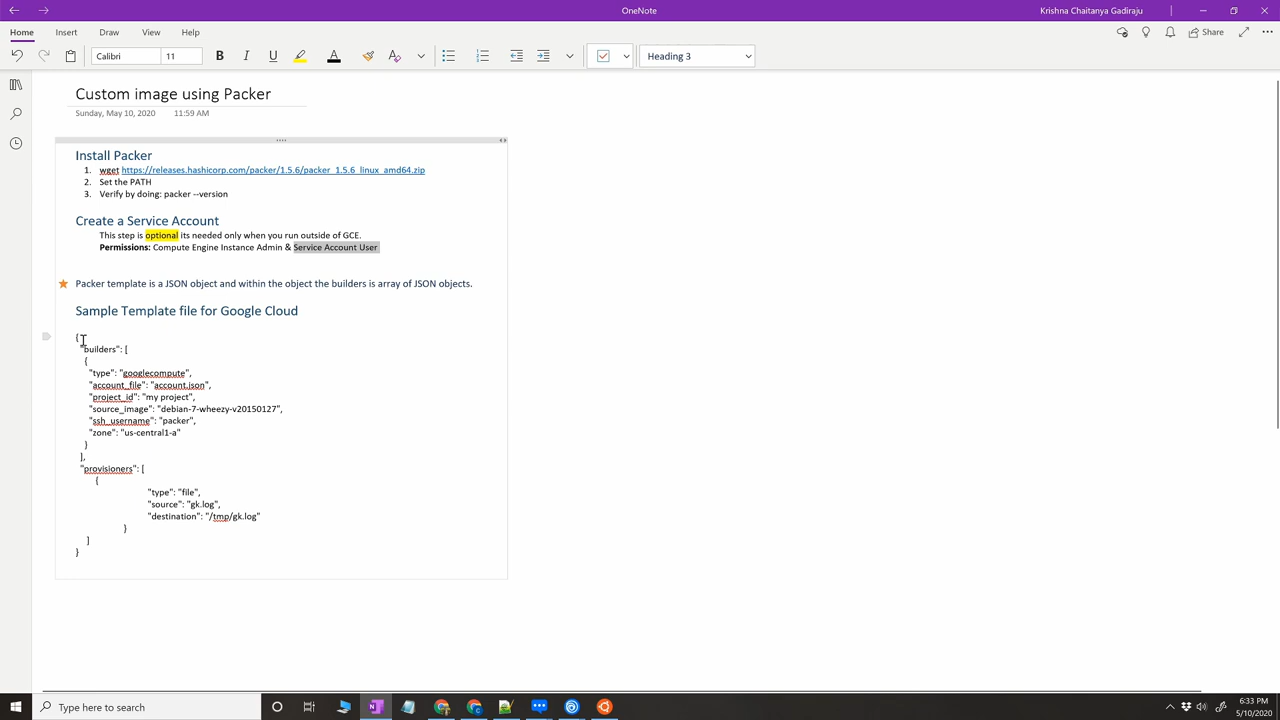 OneNote
Krishna Chaitanya Gadiraju
Home Insert Draw View Help
Share
Calibri 11 B I U A Heading 3
Custom image using Packer
Sunday, May 10, 2020 11:59 AM
Install Packer
1. wget https://releases.hashicorp.com/packer/1.5.6/packer_1.5.6_linux_amd64.zip
2. Set the PATH
3. Verify by doing: packer --version
Create a Service Account
This step is optional its needed only when you run outside of GCE.
Permissions: Compute Engine Instance Admin & Service Account User
Packer template is a JSON object and within the object the builders is array of JSON objects.
Sample Template file for Google Cloud
{
"builders": [
{
"type": "googlecompute",
"account_file": "account.json",
"project_id": "my project",
"source_image": "debian-7-wheezy-v20150127",
"ssh_username": "packer",
"zone": "us-central1-a"
}
],
"provisioners": [
{
"type": "file",
"source": "gk.log",
"destination": "/tmp/gk.log"
}
]
}
Type here to search
6:33 PM
5/10/2020